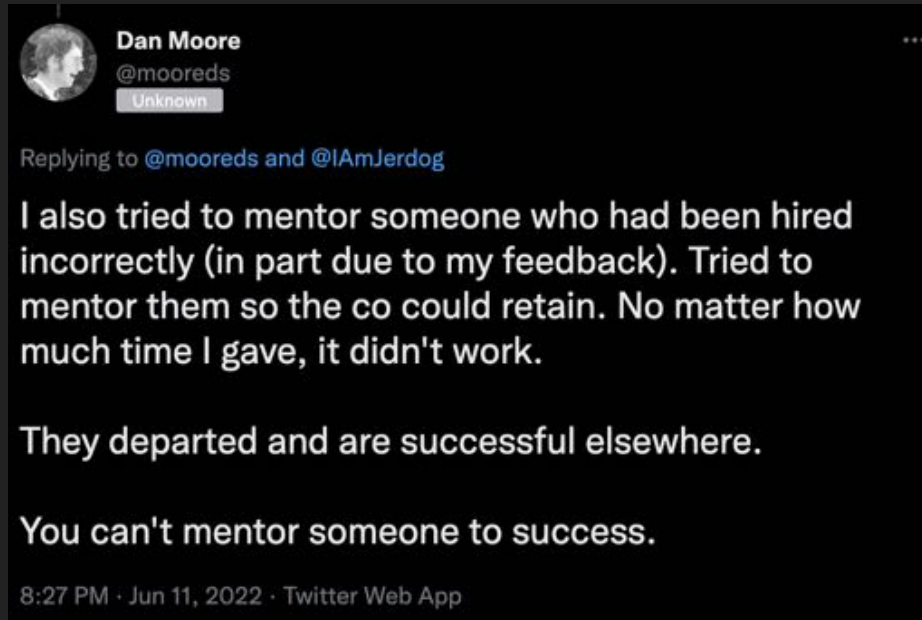 Dan Moore
@mooreds
Unknown
Replying to @mooreds and @IAmJerdog
I also tried to mentor someone who had been hired
incorrectly (in part due to my feedback). Tried to
mentor them so the co could retain. No matter how
much time I gave, it didn't work.
They departed and are successful elsewhere.
You can't mentor someone to success.
8:27 PM · Jun 11, 2022 · Twitter Web App